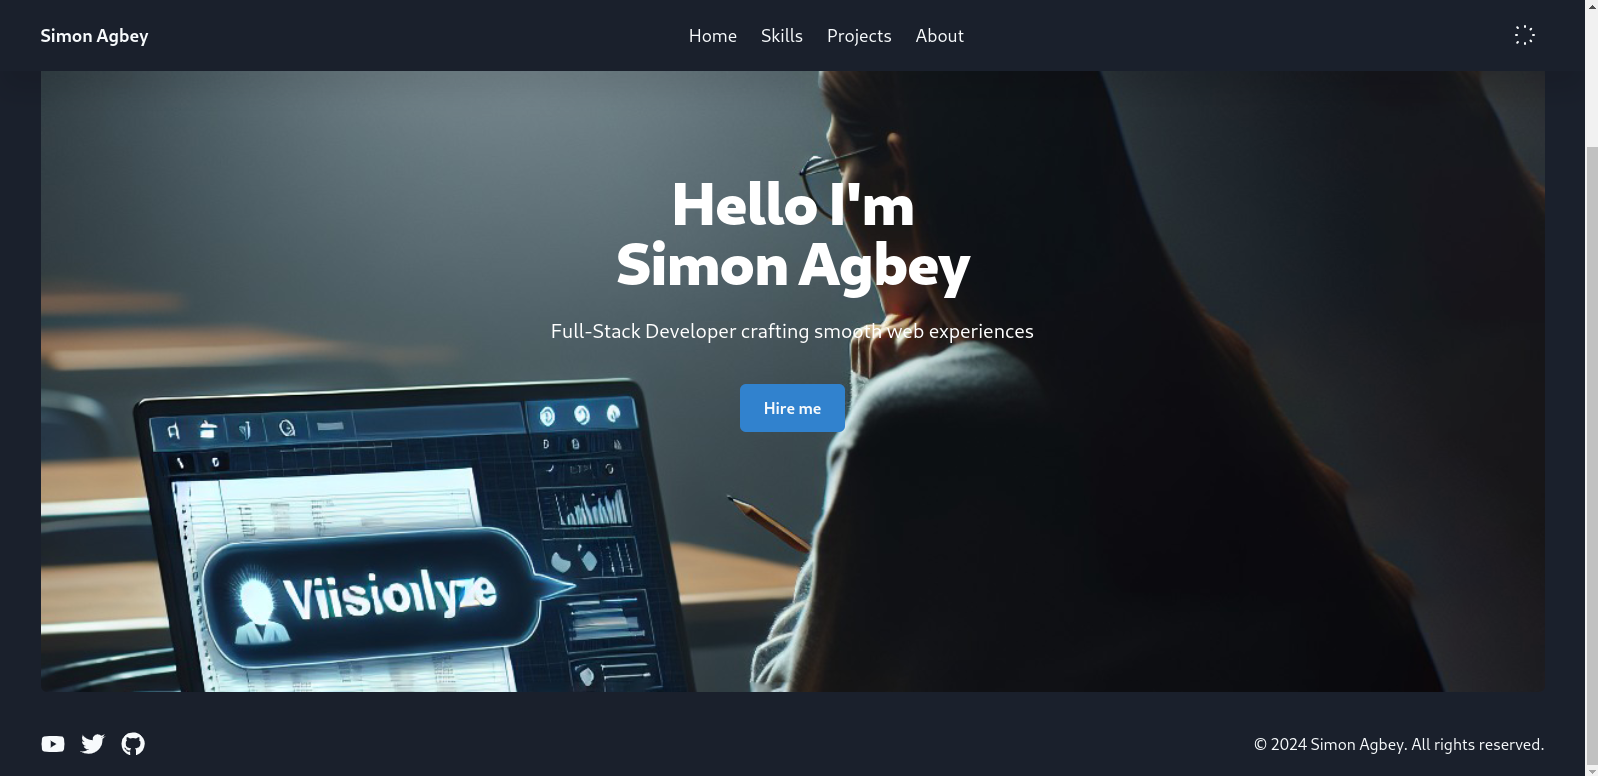 Simon Agbey
Home Skills Projects About
Hello I'm
Simon Agbey
Full-Stack Developer crafting smooth web experiences
Hire me
Viisionlyze
© 2024 Simon Agbey. All rights reserved.